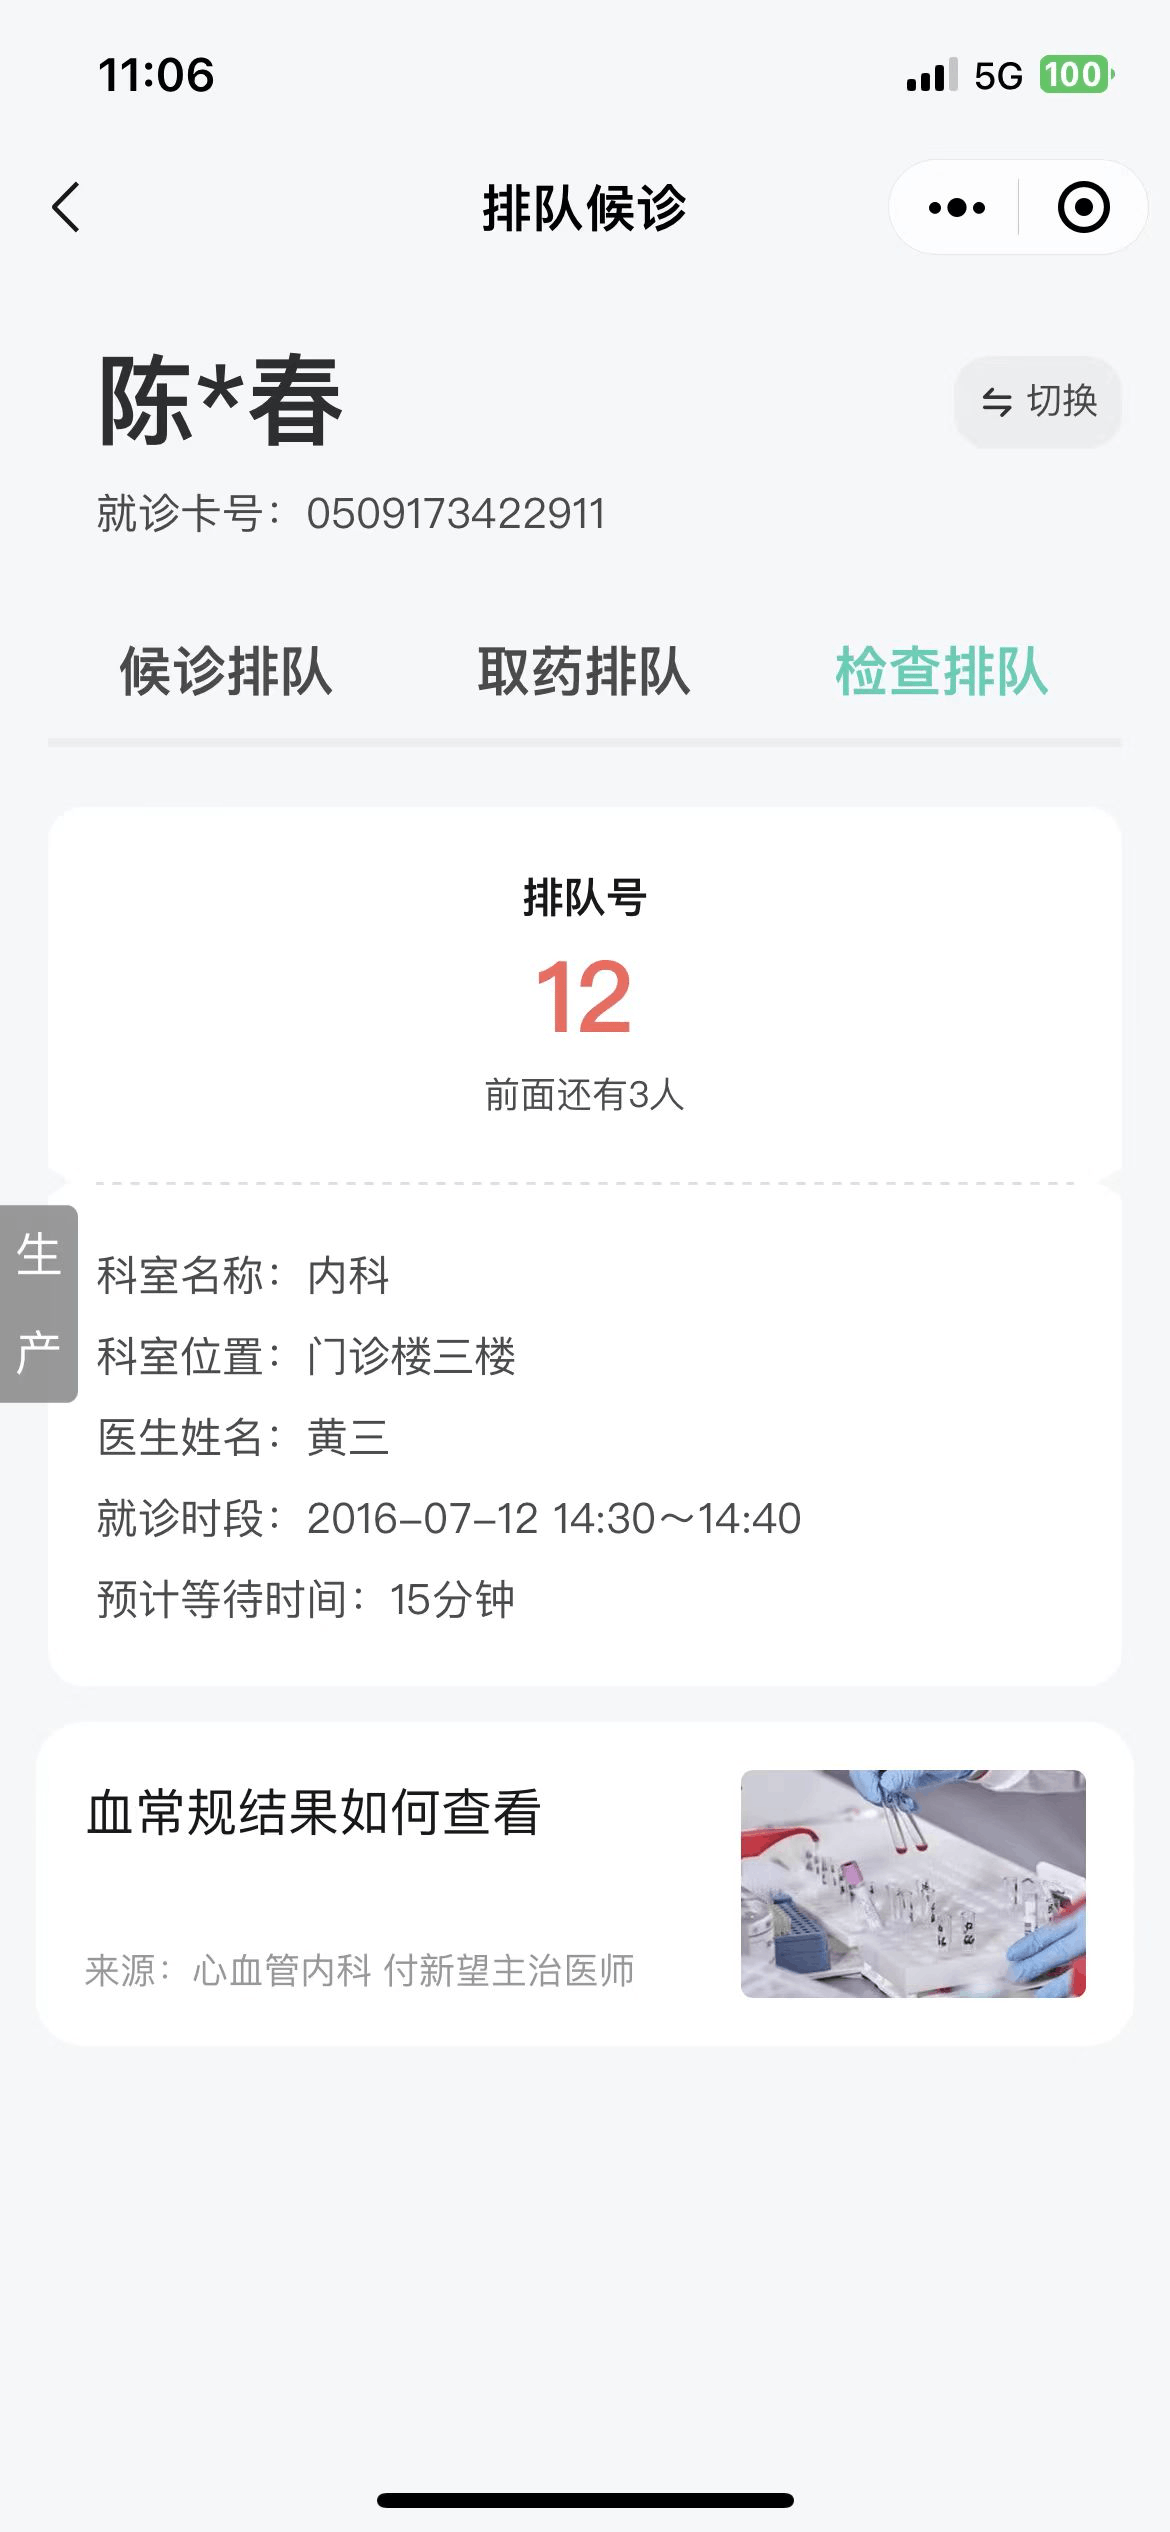 11:06
5G 100
排队候诊
陈*春
切换
就诊卡号：0509173422911
候诊排队 取药排队 检查排队
排队号
12
前面还有3人
生
产
科室名称：内科
科室位置：门诊楼三楼
医生姓名：黄三
就诊时段：2016-07-12 14:30～14:40
预计等待时间：15分钟
血常规结果如何查看
来源：心血管内科 付新望主治医师